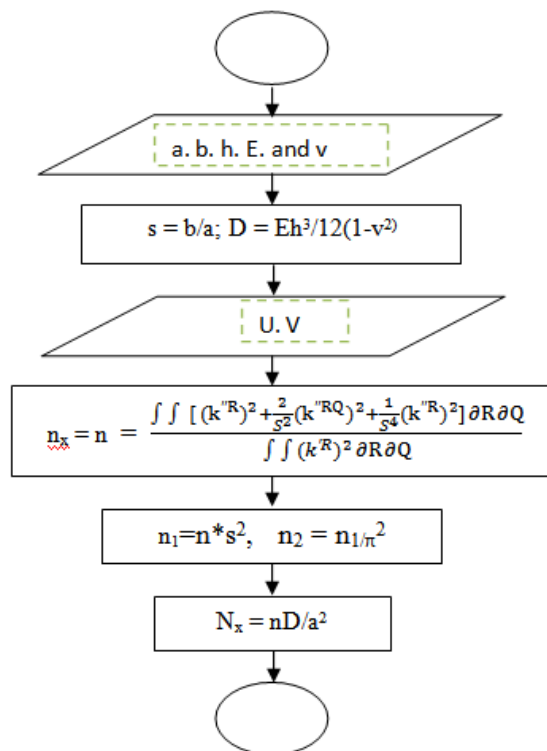 a. b. h. E. and v
s = b/a; D = Eh³/12(1-v²⁾
U. V
nₓ = n = ∫ ∫ [ (k″ᴿ)² + 2/S² (k″ᴿQ)² + 1/S⁴ (k″ᴿ)² ] ∂R∂Q / ∫ ∫ (k′ᴿ)² ∂R∂Q
n₁=n*s², n₂ = n₁/π²
Nₓ = nD/a²